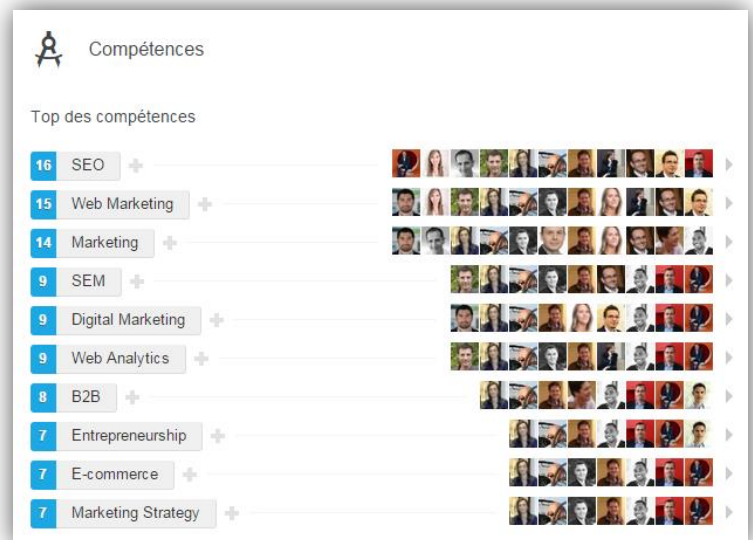 Compétences
Top des compétences
16 SEO
15 Web Marketing
14 Marketing
9 SEM
9 Digital Marketing
9 Web Analytics
8 B2B
7 Entrepreneurship
7 E-commerce
7 Marketing Strategy